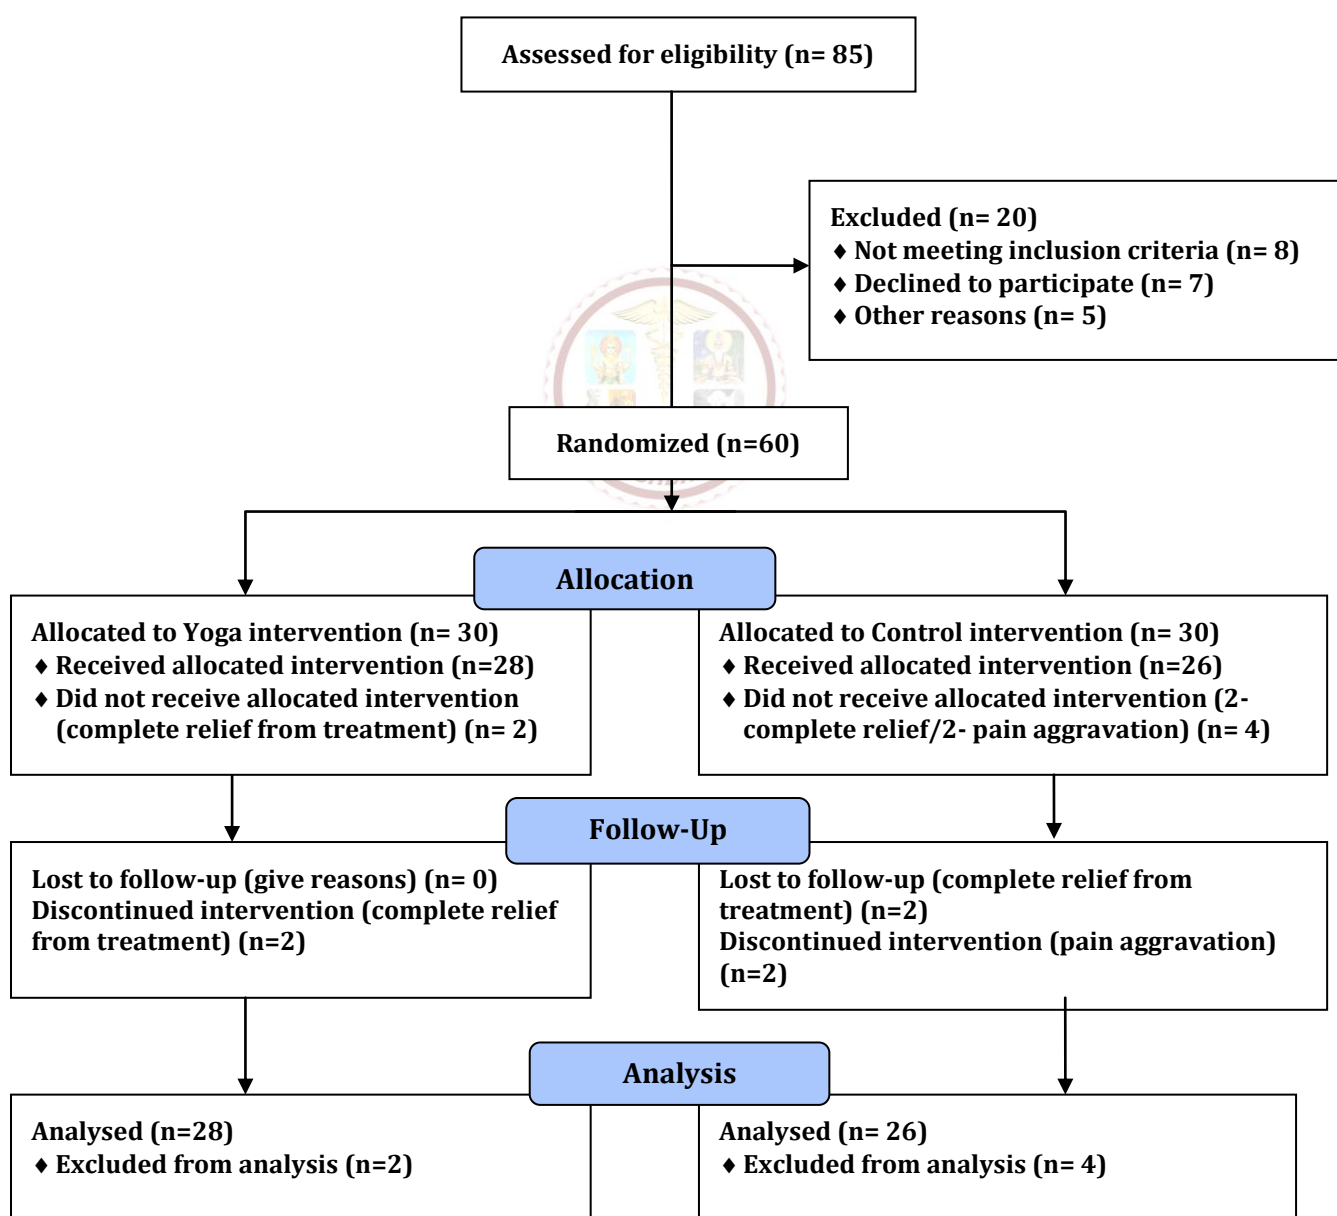 Assessed for eligibility (n= 85)
Excluded (n= 20)
♦ Not meeting inclusion criteria (n= 8)
♦ Declined to participate (n= 7)
♦ Other reasons (n= 5)
Randomized (n=60)
Allocation
Allocated to Yoga intervention (n= 30)
♦ Received allocated intervention (n=28)
♦ Did not receive allocated intervention
(complete relief from treatment) (n= 2)
Allocated to Control intervention (n= 30)
♦ Received allocated intervention (n=26)
♦ Did not receive allocated intervention (2-
complete relief/2- pain aggravation) (n= 4)
Follow-Up
Lost to follow-up (give reasons) (n= 0)
Discontinued intervention (complete relief
from treatment) (n=2)
Lost to follow-up (complete relief from
treatment) (n=2)
Discontinued intervention (pain aggravation)
(n=2)
Analysis
Analysed (n=28)
♦ Excluded from analysis (n=2)
Analysed (n= 26)
♦ Excluded from analysis (n= 4)